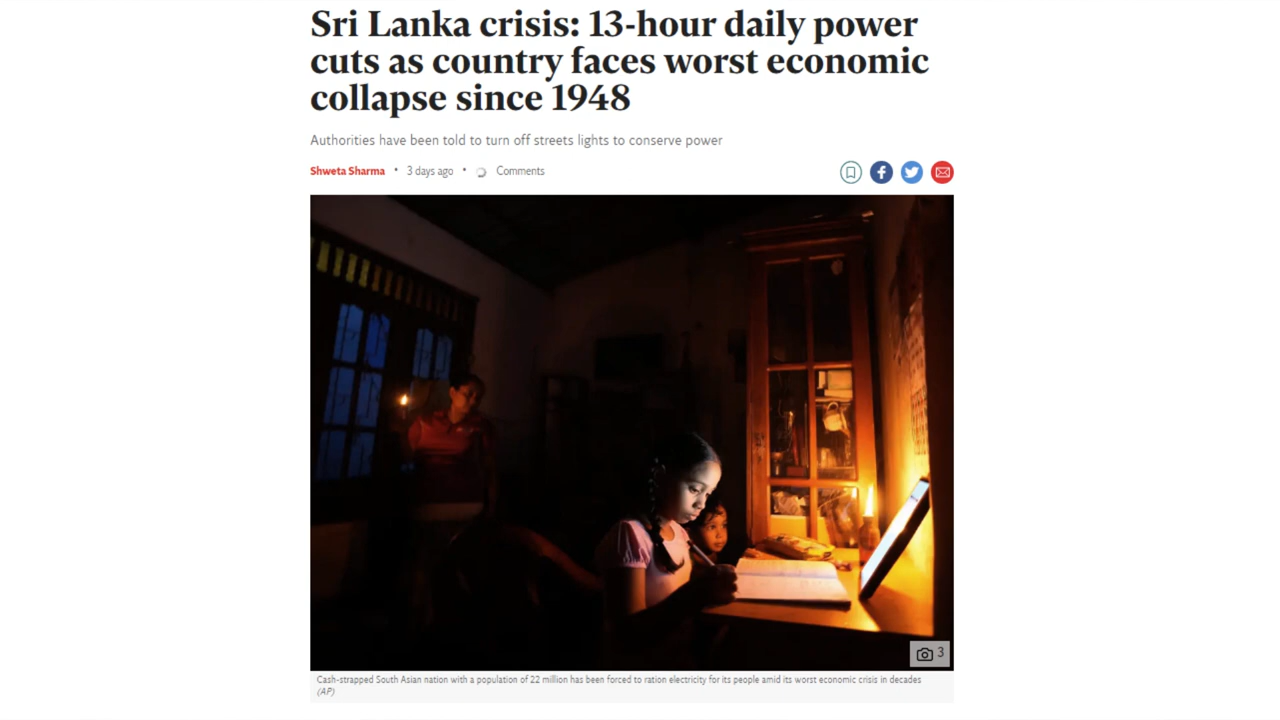 Sri Lanka crisis: 13-hour daily power
cuts as country faces worst economic
collapse since 1948
Authorities have been told to turn off streets lights to conserve power
Shweta Sharma • 3 days ago • Comments
3
Cash-strapped South Asian nation with a population of 22 million has been forced to ration electricity for its people amid its worst economic crisis in decades
(AP)